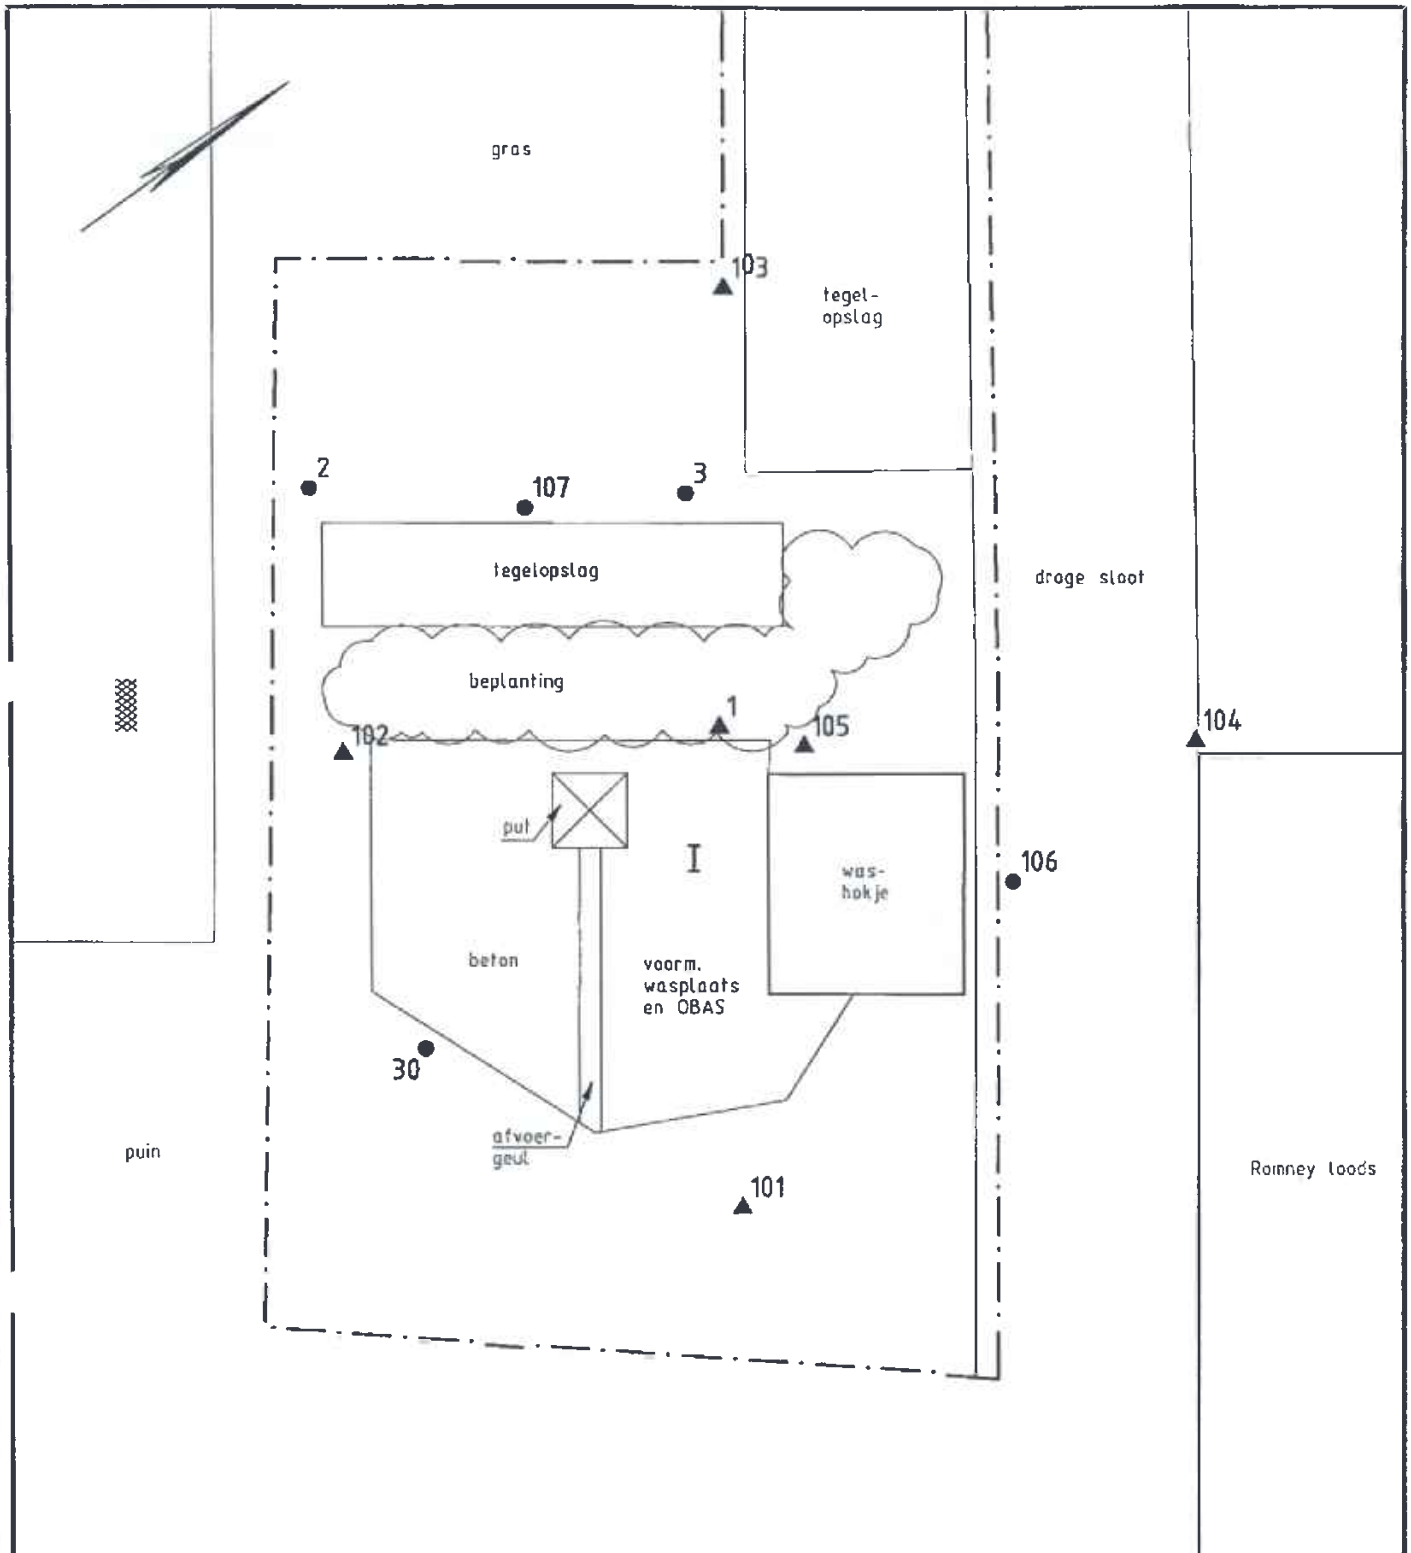 gras
103
tegel-
opslag
2
107
3
tegelopslag
droge sloot
beplanting
1
102
105
104
put
I
was-
hokje
106
beton
voorm.
wasplaats
en OBAS
30
afvoer-
geul
puin
101
Romney loods